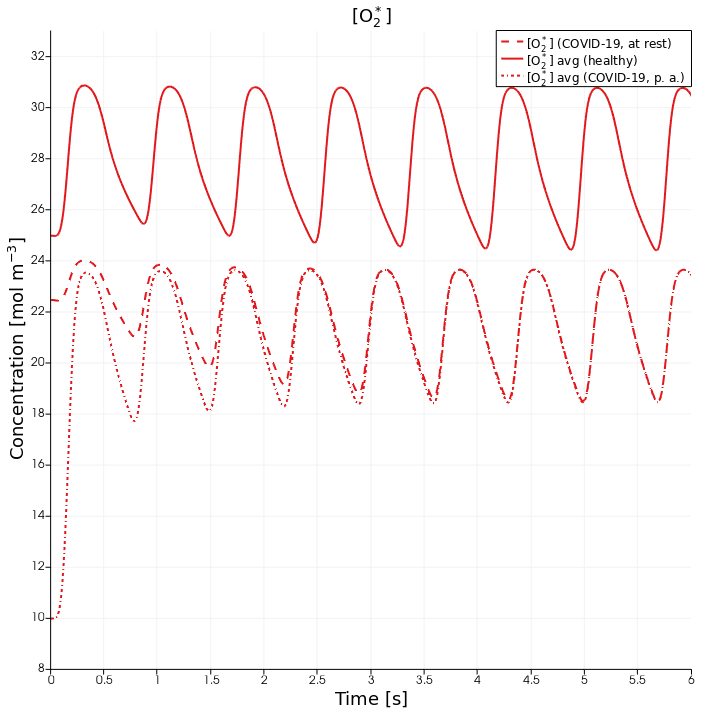 [O₂*]
[O₂*] (COVID-19, at rest)
[O₂*] avg (healthy)
[O₂*] avg (COVID-19, p. a.)
Concentration [mol m⁻³]
32
30
28
26
24
22
20
18
16
14
12
10
8
0 0.5 1 1.5 2 2.5 3 3.5 4 4.5 5 5.5 6
Time [s]